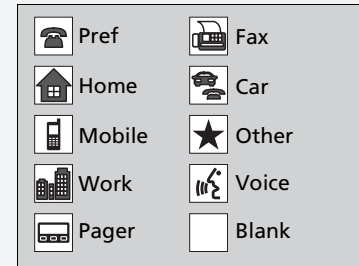 Pref
Home
Mobile
Work
Pager
Fax
Car
Other
Voice
Blank